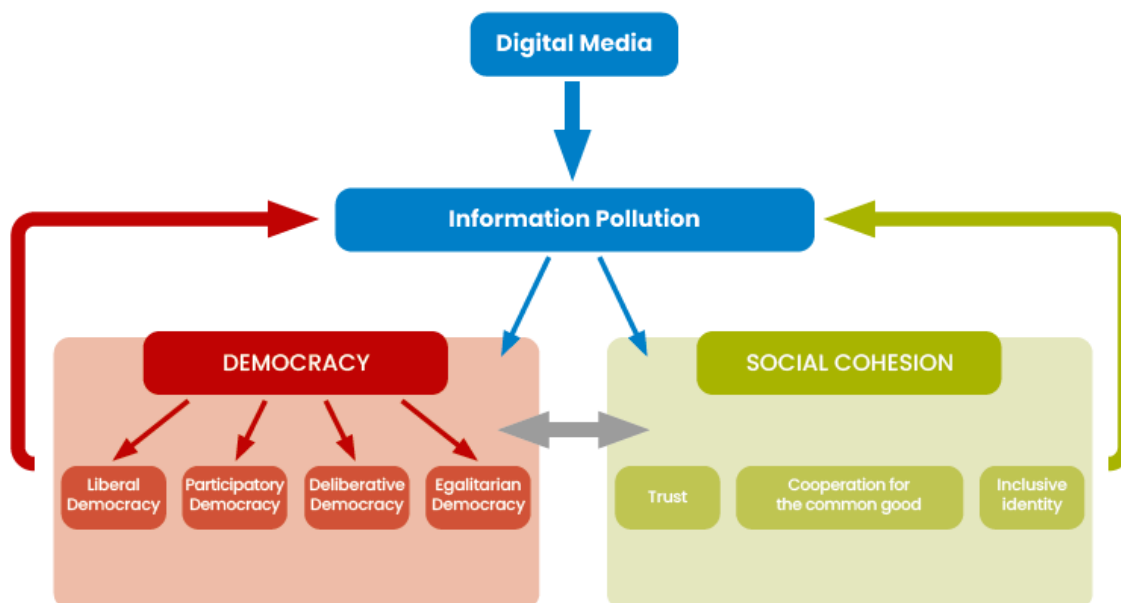 Digital Media
Information Pollution
DEMOCRACY
SOCIAL COHESION
Liberal
Democracy
Participatory
Democracy
Deliberative
Democracy
Egalitarian
Democracy
Trust
Cooperation for
the common good
Inclusive
identity